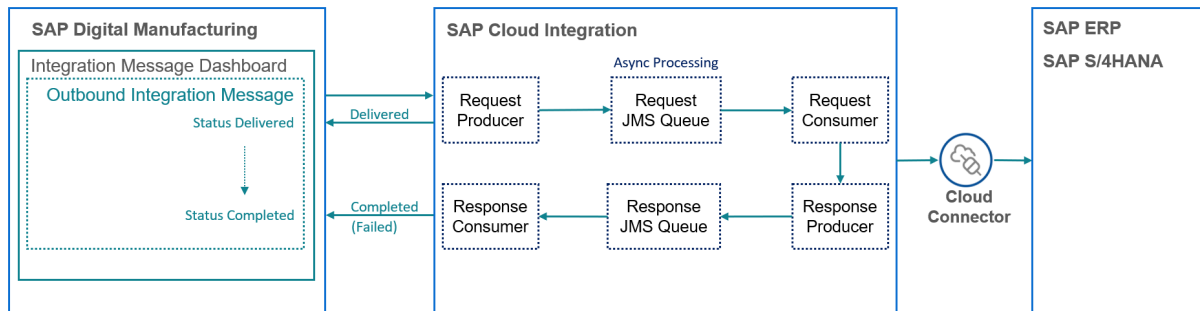 SAP Digital Manufacturing
Integration Message Dashboard
Outbound Integration Message
Status Delivered
Status Completed
Delivered
Completed
(Failed)
SAP Cloud Integration
Async Processing
Request
Producer
Request
JMS Queue
Request
Consumer
Response
Consumer
Response
JMS Queue
Response
Producer
Cloud
Connector
SAP ERP
SAP S/4HANA